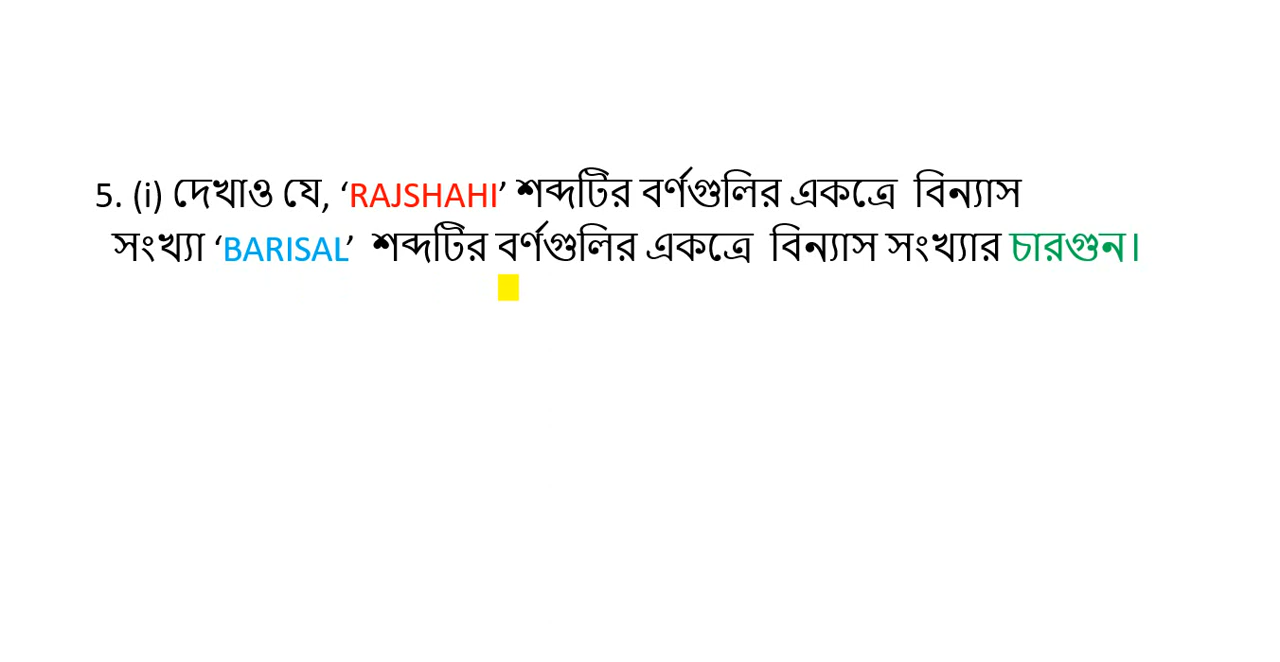 5. (i) দেখাও যে, ‘RAJSHAHI’ শব্দটির বর্ণগুলির একত্রে বিন্যাস
সংখ্যা ‘BARISAL’ শব্দটির বর্ণগুলির একত্রে বিন্যাস সংখ্যার চারগুন।